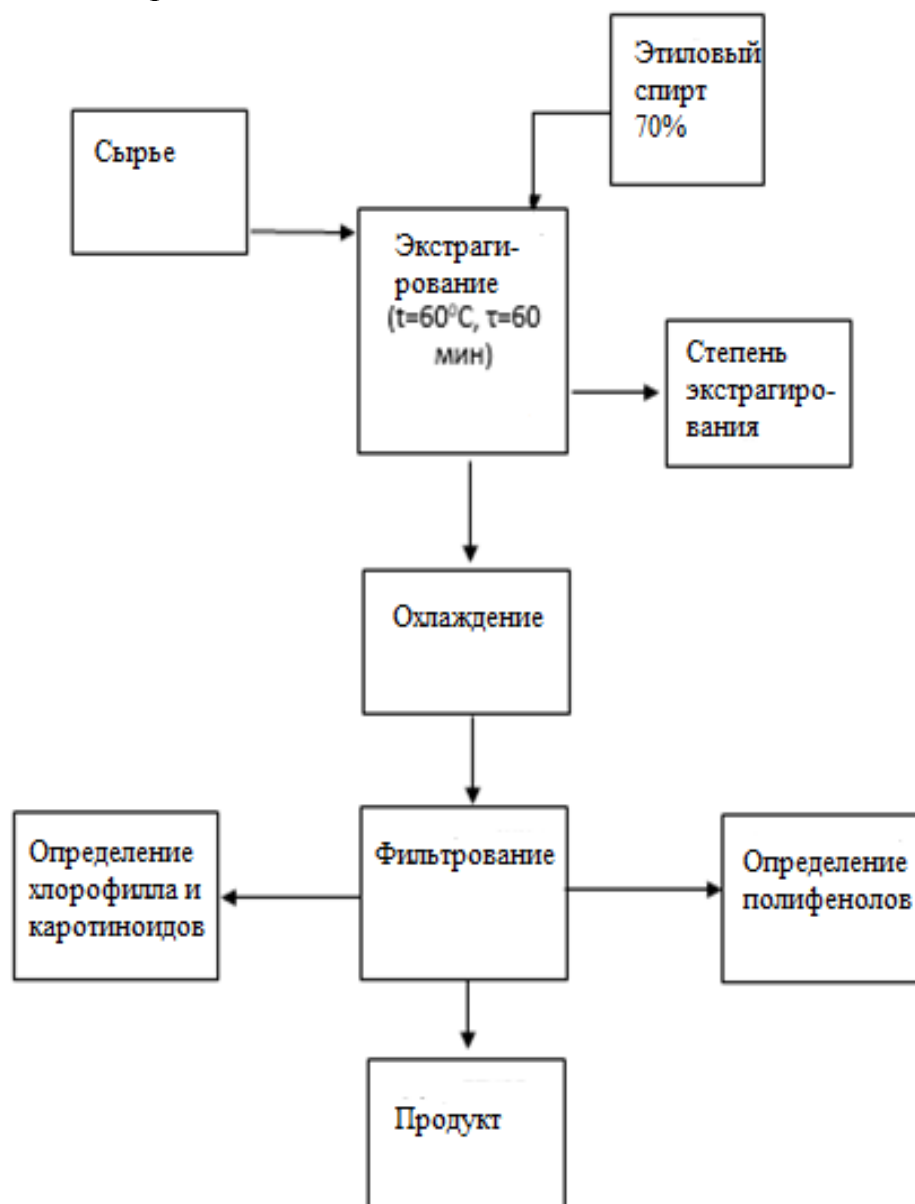 Этиловый
спирт
70%
Сырье
Экстраги-
рование
(t=60⁰C, τ=60
мин)
Степень
экстрагиро-
вания
Охлаждение
Определение
хлорофилла и
каротиноидов
Фильтрование
Определение
полифенолов
Продукт